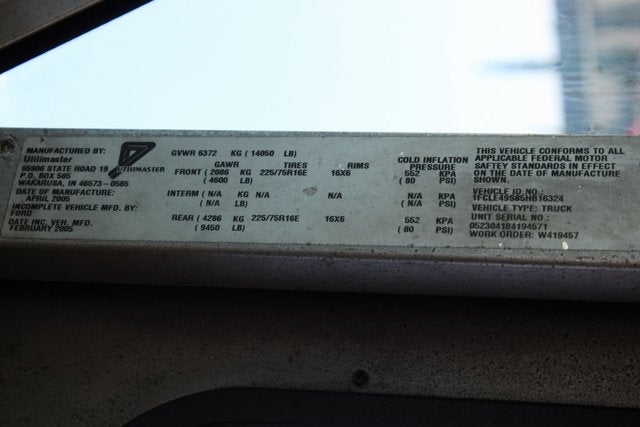 MANUFACTURED BY:
Utilimaster
65906 STATE ROAD 19
P.O. BOX 585
WAKARUSA, IN 46573-0585
DATE OF MANUFACTURE:
APRIL 2005
INCOMPLETE VEHICLE MFD. BY:
FORD
DATE INC. VEH. MFD.
FEBRUARY 2005
UTILIMASTER
GVWR 6372 KG ( 14050 LB)
GAWR TIRES RIMS COLD INFLATION PRESSURE
FRONT ( 2086 KG 225/75R16E 16X6 552 KPA
( 4600 LB) ( 80 PSI)
INTERM ( N/A KG N/A N/A N/A KPA
( N/A LB) ( N/A PSI)
REAR ( 4286 KG 225/75R16E 16X6 552 KPA
( 9450 LB) ( 80 PSI)
THIS VEHICLE CONFORMS TO ALL
APPLICABLE FEDERAL MOTOR
SAFTEY STANDARDS IN EFFECT
ON THE DATE OF MANUFACTURE
SHOWN.
VEHICLE ID NO.:
1FCLE49S85HB16324
VEHICLE TYPE: TRUCK
UNIT SERIAL NO.:
052304184194571
WORK ORDER: W419457